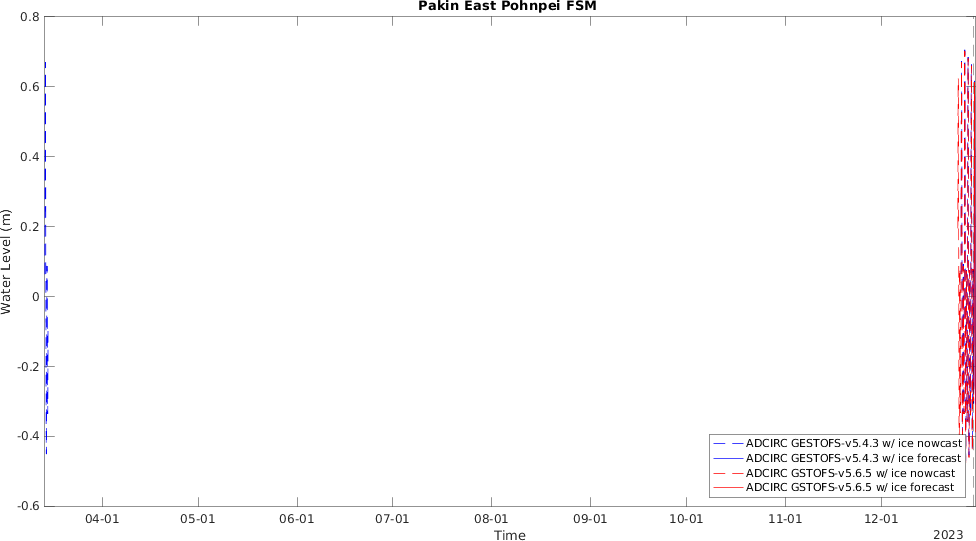 Pakin East Pohnpei FSM
0.8
0.6
0.4
0.2
0
-0.2
-0.4
-0.6
Water Level (m)
ADCIRC GESTOFS-v5.4.3 w/ ice nowcast
ADCIRC GESTOFS-v5.4.3 w/ ice forecast
ADCIRC GSTOFS-v5.6.5 w/ ice nowcast
ADCIRC GSTOFS-v5.6.5 w/ ice forecast
04-01 05-01 06-01 07-01 08-01 09-01 10-01 11-01 12-01
Time
2023